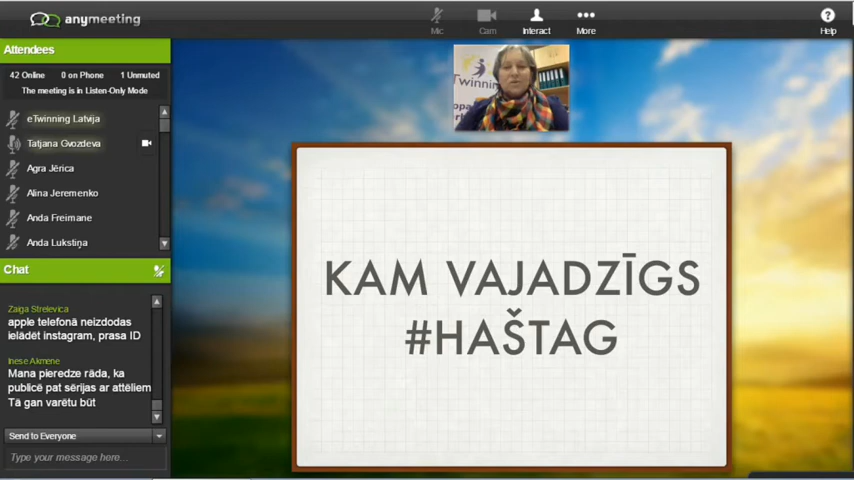 anymeeting
Mic
Cam
Interact
More
Help
Attendees
42 Online 0 on Phone 1 Unmuted
The meeting is in Listen-Only Mode
eTwinning Latvija
Tatjana Gvozdeva
Agra Jērica
Alina Jeremenko
Anda Freimane
Anda Lukstiņa
Chat
Zaiga Strelevica
apple telefonā neizdodas
ielādēt instagram, prasa ID
Inese Akmene
Mana pieredze rāda, ka
publicē pat sērijas ar attēliem
Tā gan varētu būt
Send to Everyone
Type your message here...
KAM VAJADZĪGS
#HAŠTAG